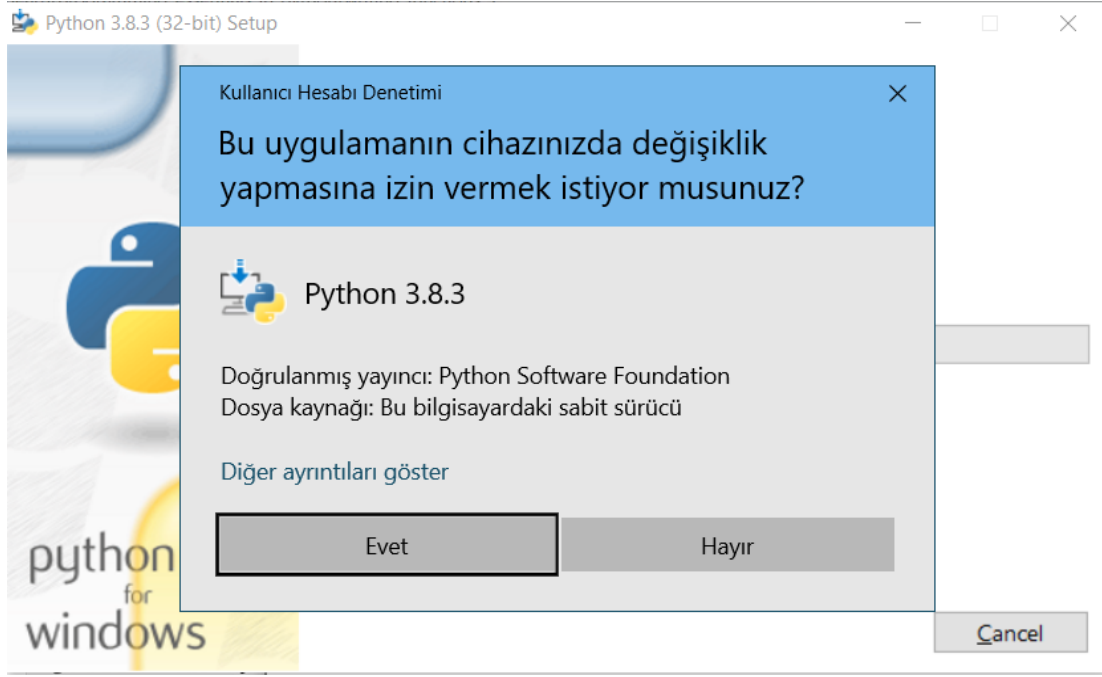 Python 3.8.3 (32-bit) Setup
Kullanıcı Hesabı Denetimi
Bu uygulamanın cihazınızda değişiklik
yapmasına izin vermek istiyor musunuz?
Python 3.8.3
Doğrulanmış yayıncı: Python Software Foundation
Dosya kaynağı: Bu bilgisayardaki sabit sürücü
Diğer ayrıntıları göster
Evet
Hayır
python
for
windows
Cancel